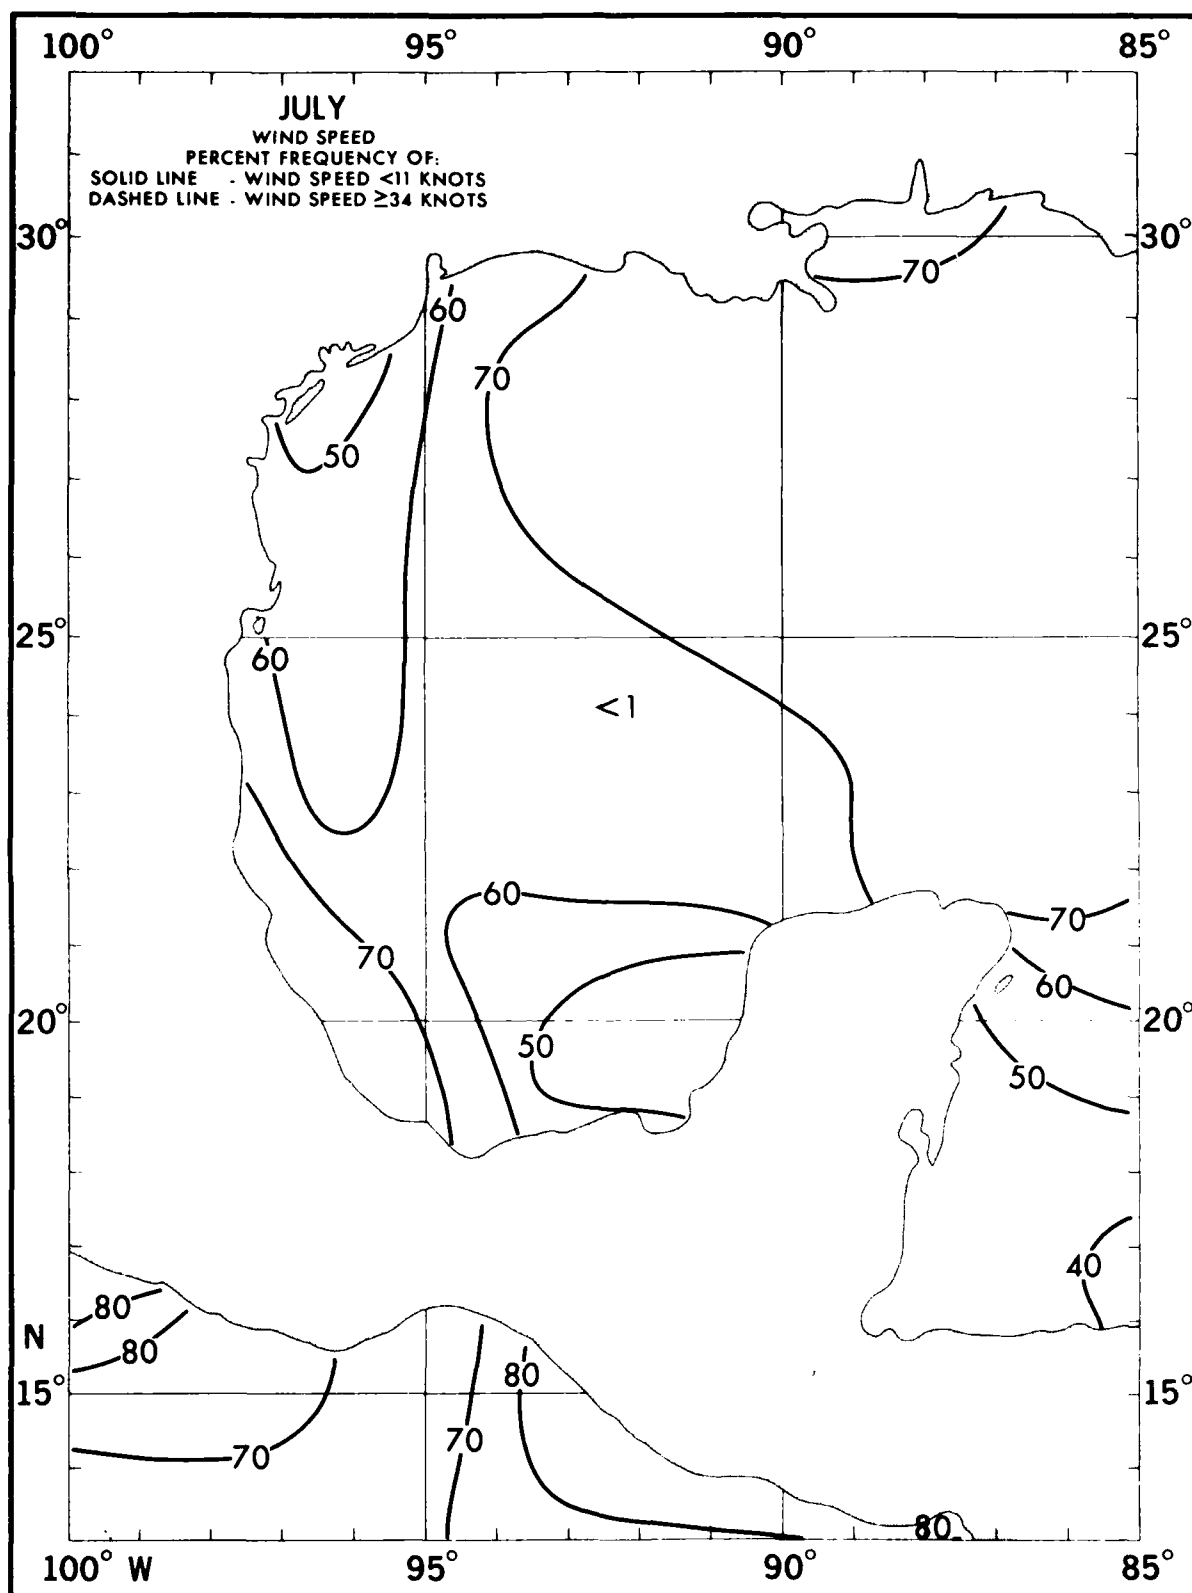 100° 95° 90° 85°
JULY
WIND SPEED
PERCENT FREQUENCY OF:
SOLID LINE - WIND SPEED <11 KNOTS
DASHED LINE - WIND SPEED ≥34 KNOTS
30° 30°
70
60
70
50
25° 25°
60
<1
60
70
70
60
20° 20°
50
50
40
80
N
80
80
15° 15°
70
70
80
100° W 95° 90° 85°